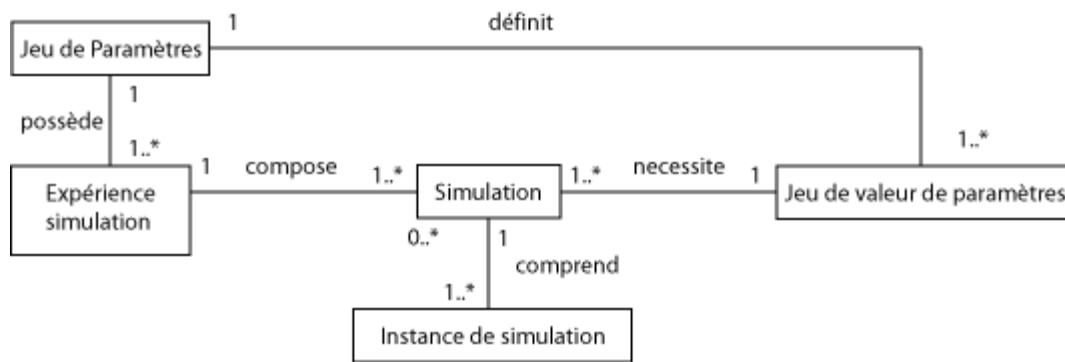 1
définit
Jeu de Paramètres
1
possède
1..*
1..*
1
compose
1..*
Simulation
1..*
necessite
1
Jeu de valeur de paramètres
Expérience
simulation
0..*
1
comprend
1..*
Instance de simulation